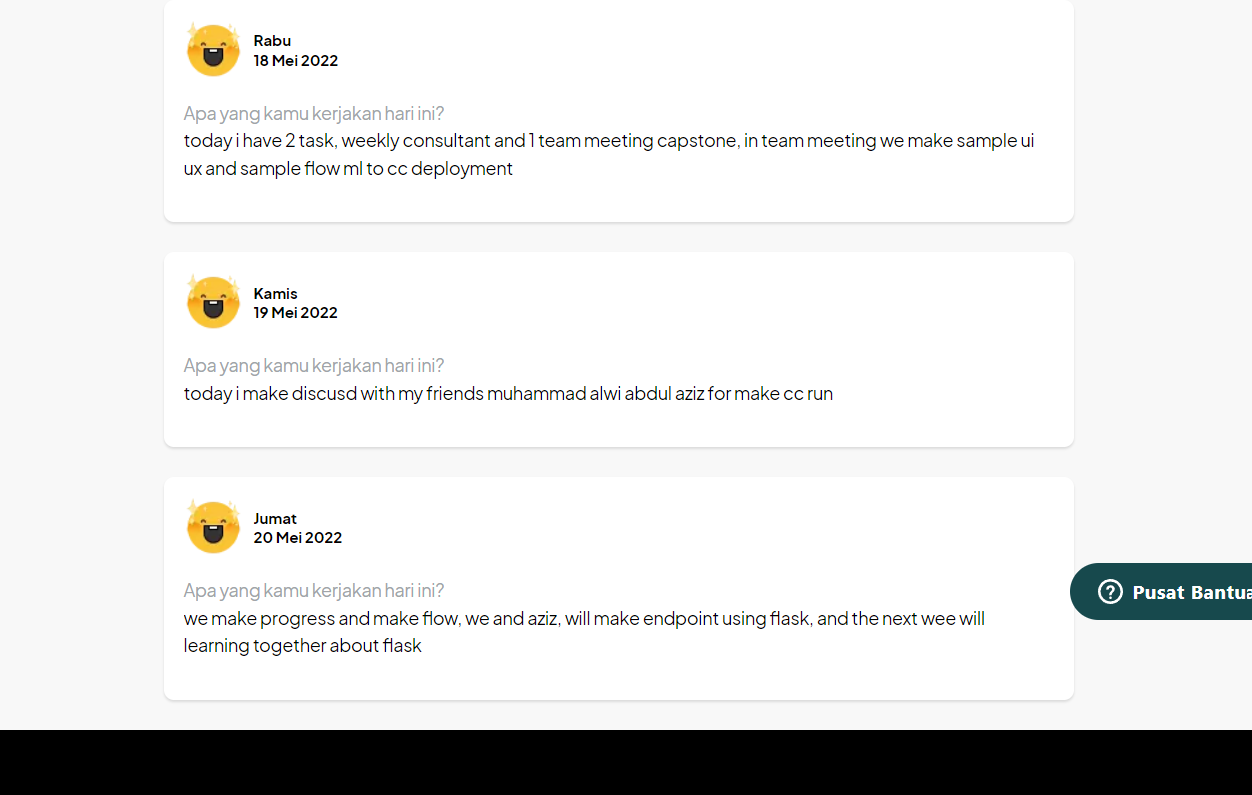 Rabu
18 Mei 2022
Apa yang kamu kerjakan hari ini?
today i have 2 task, weekly consultant and 1 team meeting capstone, in team meeting we make sample ui
ux and sample flow ml to cc deployment
Kamis
19 Mei 2022
Apa yang kamu kerjakan hari ini?
today i make discusd with my friends muhammad alwi abdul aziz for make cc run
Jumat
20 Mei 2022
Apa yang kamu kerjakan hari ini?
we make progress and make flow, we and aziz, will make endpoint using flask, and the next wee will
learning together about flask
Pusat Bantua